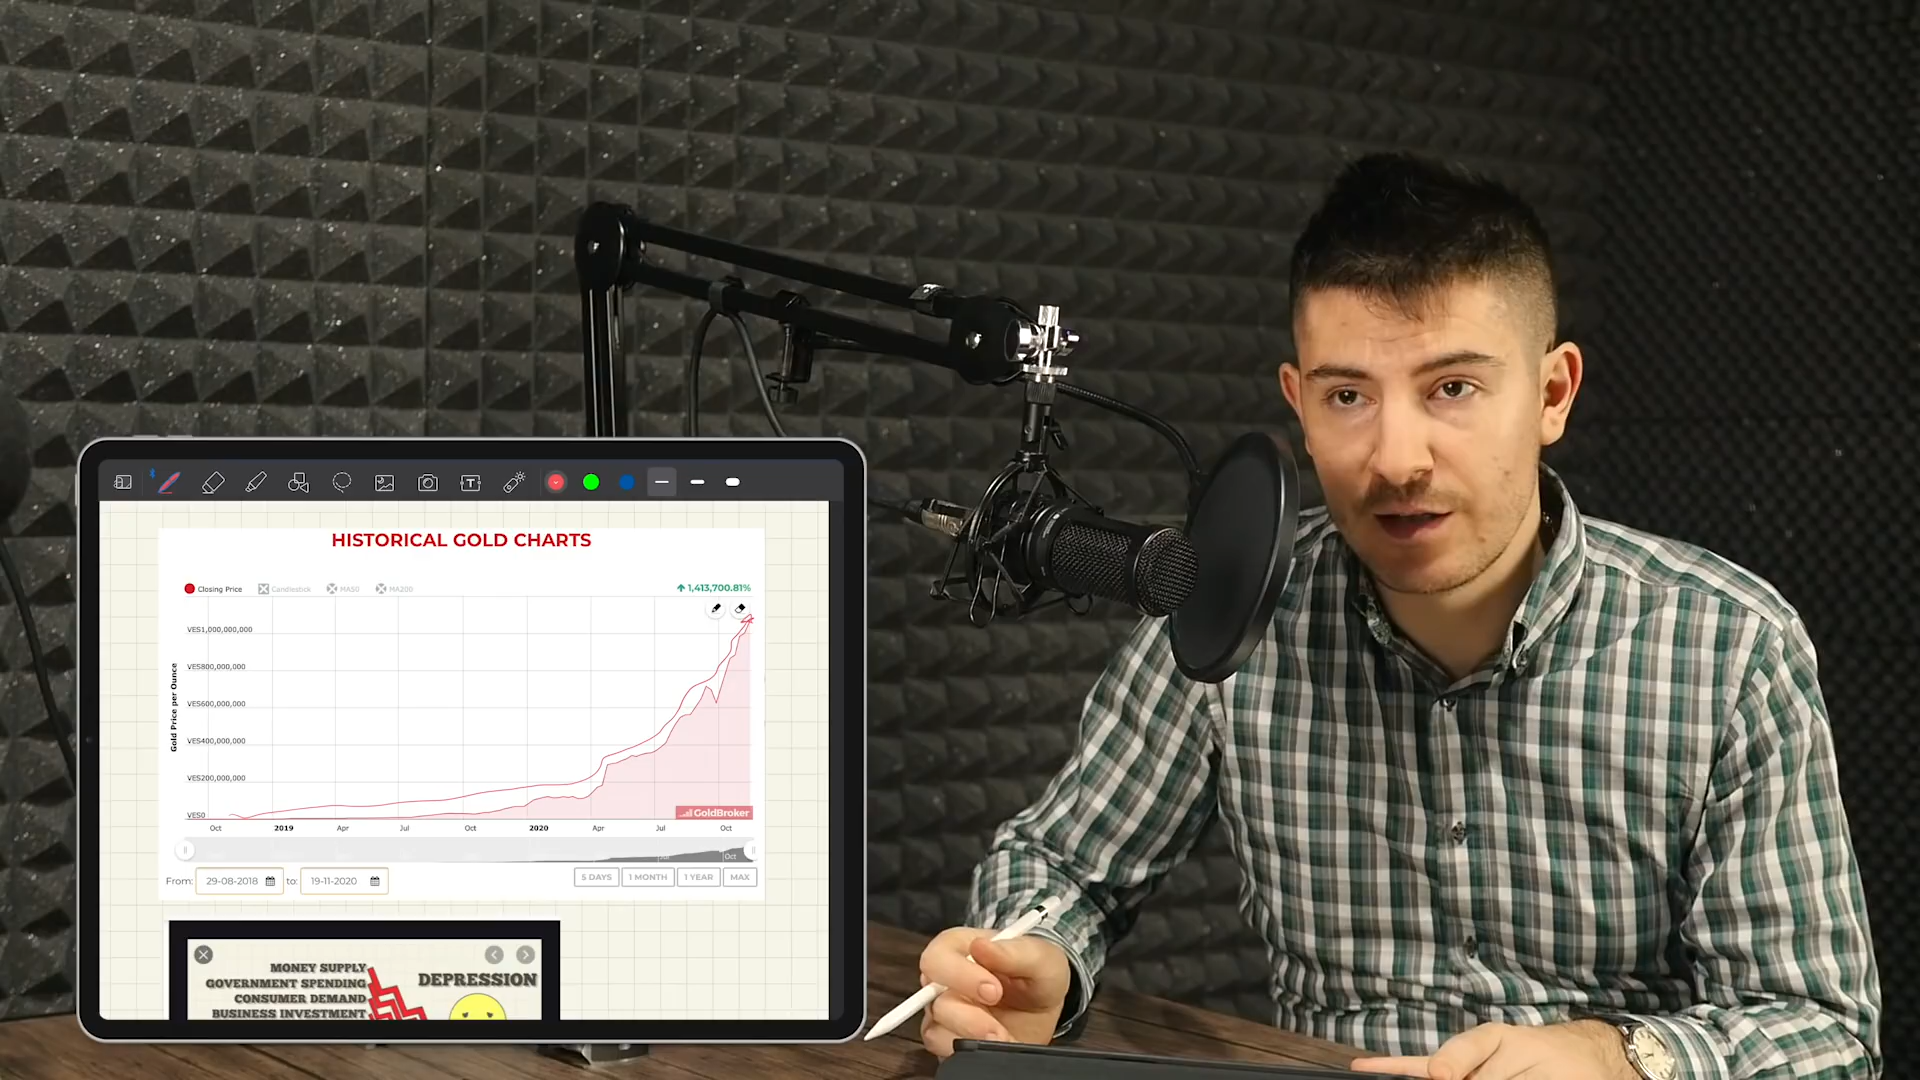 T
HISTORICAL GOLD CHARTS
Closing Price Candlestick MA50 MA200 1,413,700.81%
VES1,000,000,000
VES800,000,000
VES600,000,000
VES400,000,000
VES200,000,000
VES0
Gold Price per Ounce
GoldBroker
Oct 2019 Apr Jul Oct 2020 Apr Jul Oct
Jul Oct
From: 29-08-2018 to: 19-11-2020 5 DAYS 1 MONTH 1 YEAR MAX
MONEY SUPPLY
GOVERNMENT SPENDING
CONSUMER DEMAND
BUSINESS INVESTMENT
DEPRESSION